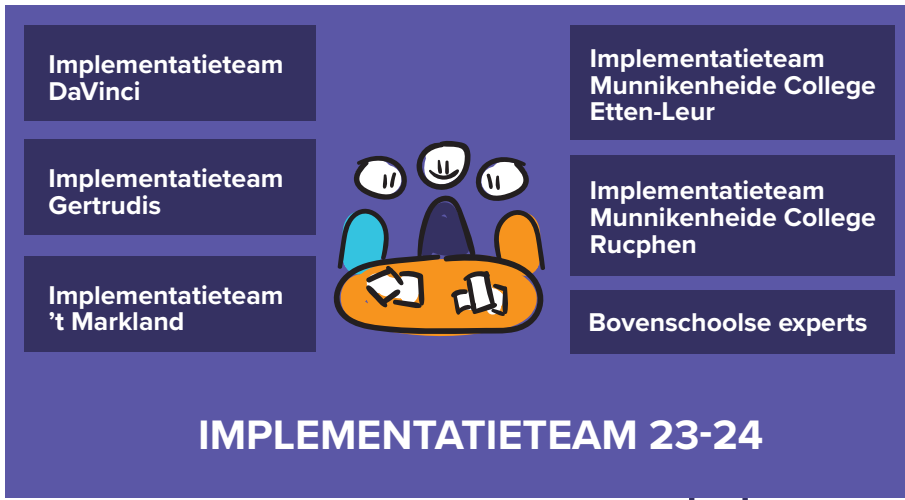 Implementatieteam
DaVinci
Implementatieteam
Gertrudis
Implementatieteam
’t Markland
Implementatieteam
Munnikenheide College
Etten-Leur
Implementatieteam
Munnikenheide College
Rucphen
Bovenschoolse experts
IMPLEMENTATIETEAM 23-24